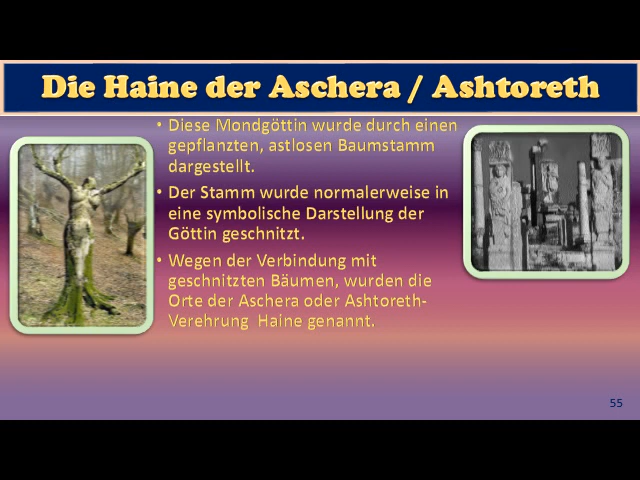 Die Haine der Aschera / Ashtoreth
• Diese Mondgöttin wurde durch einen
gepflanzten, astlosen Baumstamm
dargestellt.
• Der Stamm wurde normalerweise in
eine symbolische Darstellung der
Göttin geschnitzt.
• Wegen der Verbindung mit
geschnitzten Bäumen, wurden die
Orte der Aschera oder Ashtoreth-
Verehrung Haine genannt.
55